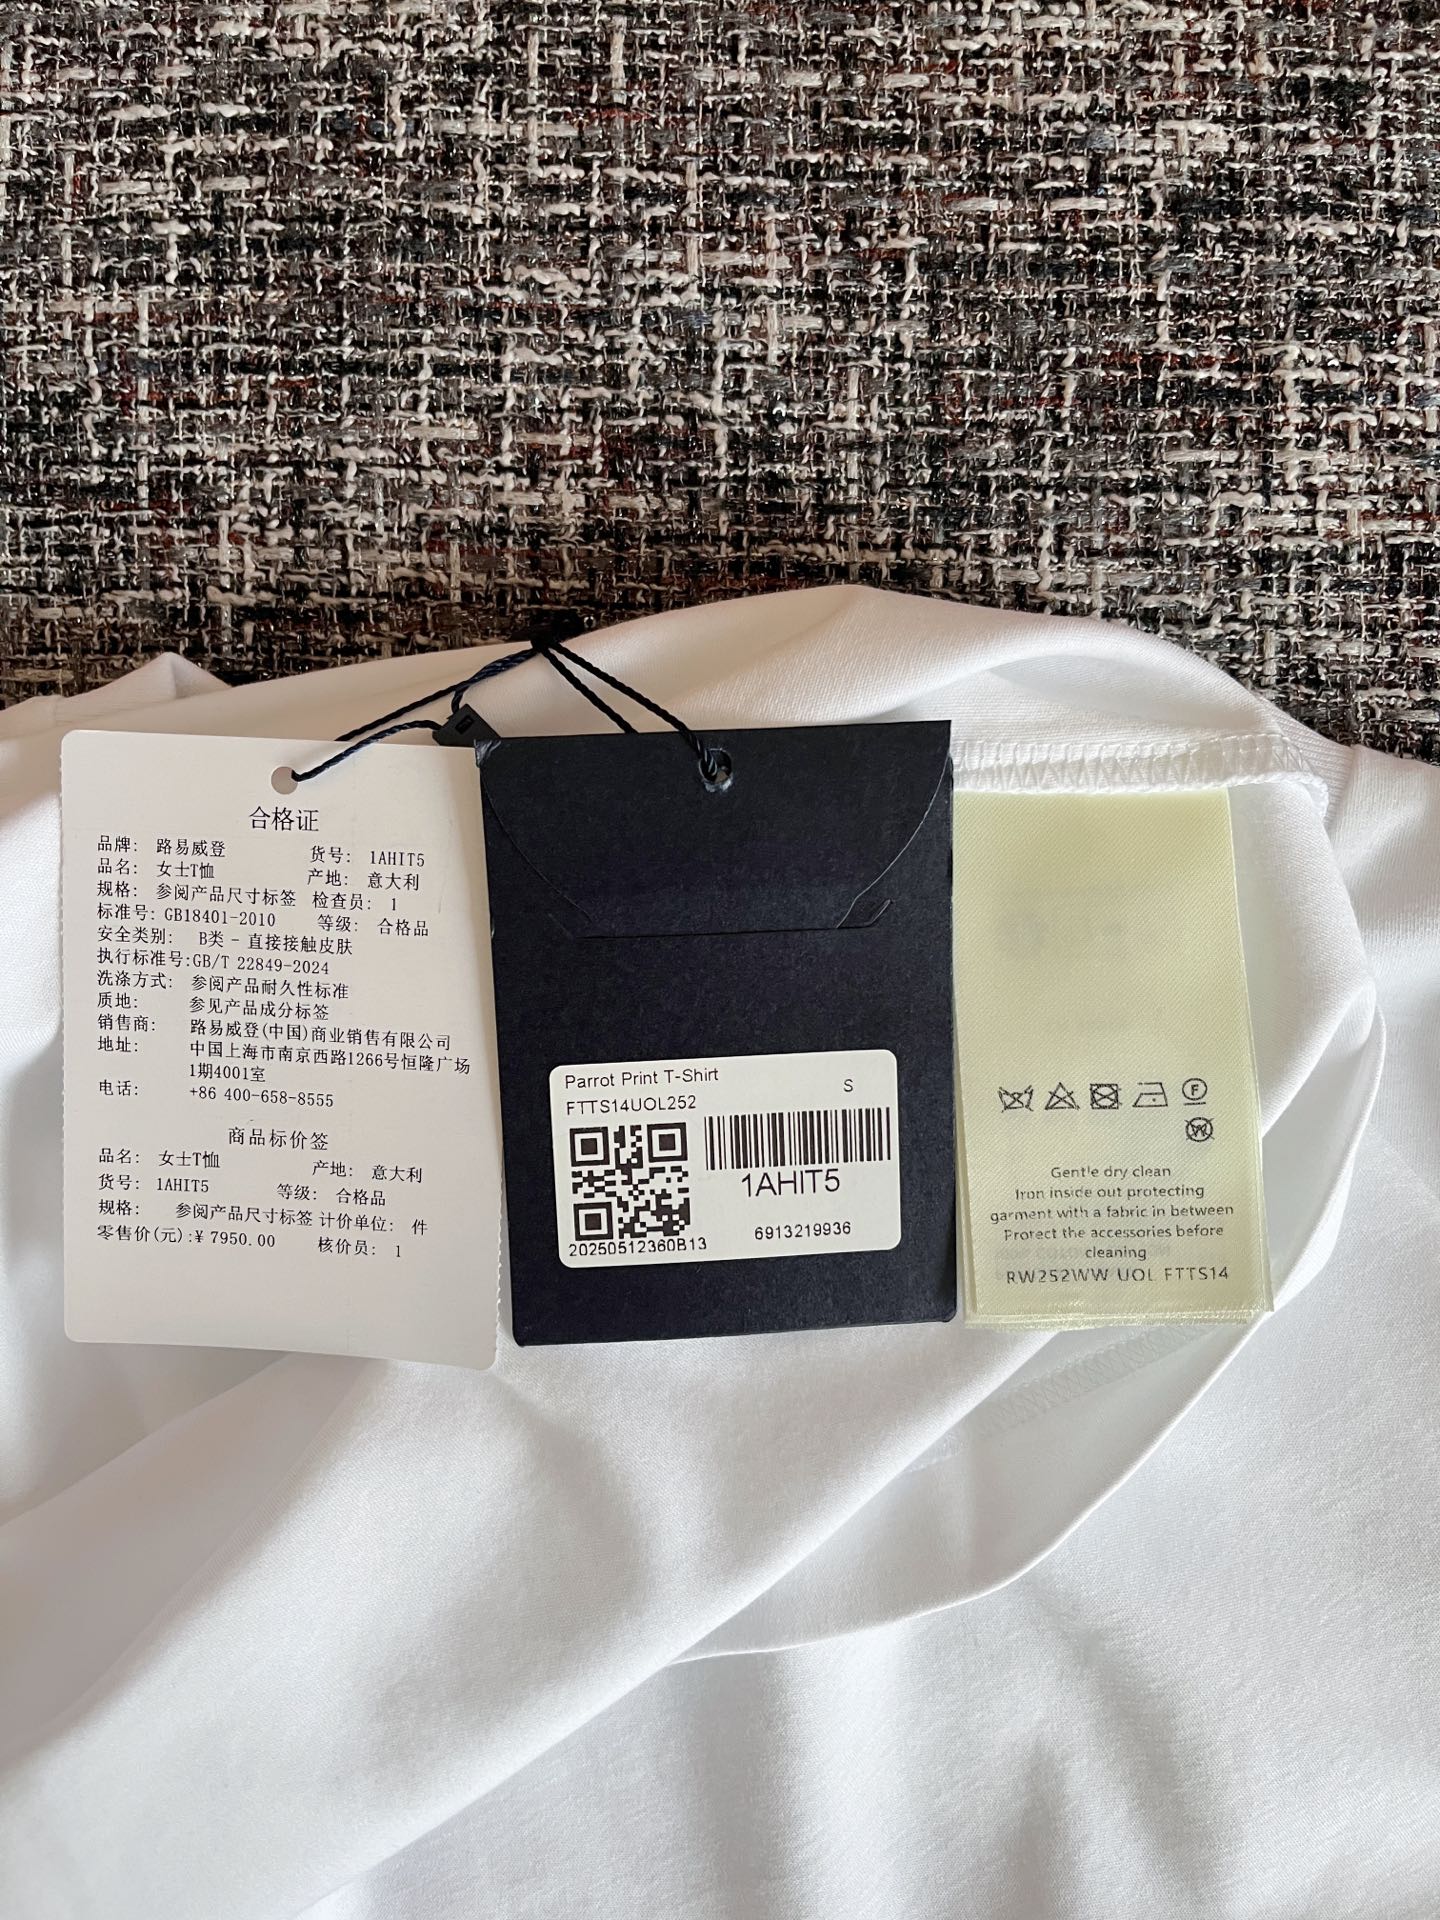 合格证
品牌: 路易威登 货号: 1AHIT5
品名: 女士T恤 产地: 意大利
规格: 参阅产品尺寸标签 检查员: 1
标准号: GB18401-2010 等级: 合格品
安全类别: B类 - 直接接触皮肤
执行标准号:GB/T 22849-2024
洗涤方式: 参阅产品耐久性标准
质地: 参见产品成分标签
销售商: 路易威登(中国)商业销售有限公司
地址: 中国上海市南京西路1266号恒隆广场
1期4001室
电话: +86 400-658-8555
商品标价签
品名: 女士T恤 产地: 意大利
货号: 1AHIT5 等级: 合格品
规格: 参阅产品尺寸标签 计价单位: 件
零售价(元):¥ 7950.00 核价员: 1
Parrot Print T-Shirt S
FTTS14UOL252
1AHIT5
20250512360B13 6913219936
F
W
Gentle dry clean
Iron inside out protecting
garment with a fabric in between
Protect the accessories before
cleaning
RW252WW UOL FTTS14